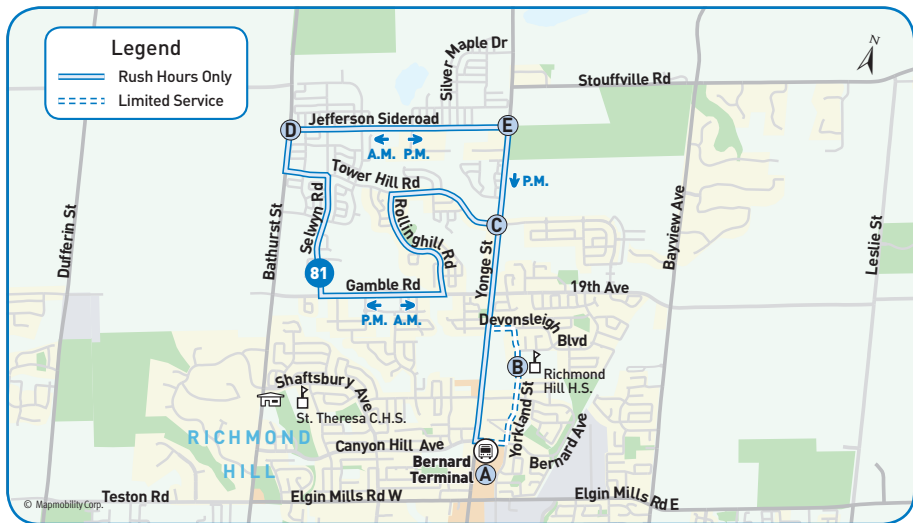 Legend
Rush Hours Only
Limited Service
N
Silver Maple Dr
Stouffville Rd
Jefferson Sideroad
D
E
A.M. P.M.
Tower Hill Rd
P.M.
Dufferin St
Bathurst St
Selwyn Rd
Rollinghill Rd
C
Yonge St
Bayview Ave
Leslie St
81
Gamble Rd
19th Ave
P.M. A.M.
Devonsleigh
Blvd
B
Richmond
Hill H.S.
Yorkland St
Shaftsbury Ave
St. Theresa C.H.S.
RICHMOND
HILL
Canyon Hill Ave
Bernard
Terminal
A
Bernard Ave
Teston Rd
Elgin Mills Rd W
Elgin Mills Rd E
© Mapmobility Corp.